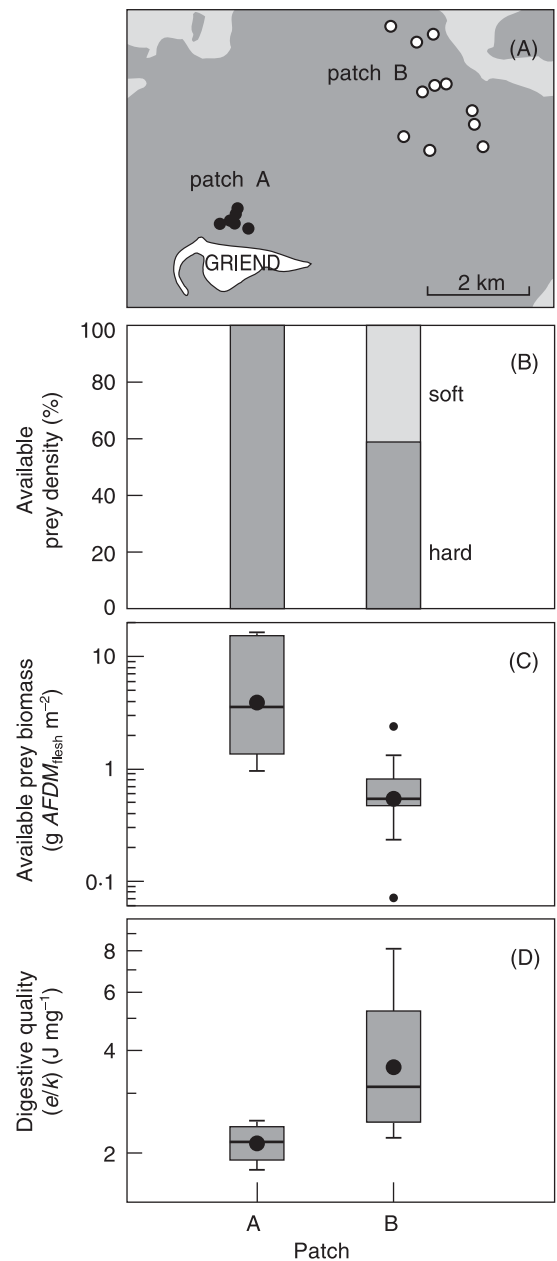 (A)
patch B
patch A
GRIEND
2 km
(B)
Available
prey density (%)
100
80
60
40
20
0
soft
hard
(C)
Available prey biomass
(g AFDMflesh m−2)
10
1
0·1
(D)
Digestive quality
(e/k) (J mg−1)
8
6
4
2
A B
Patch